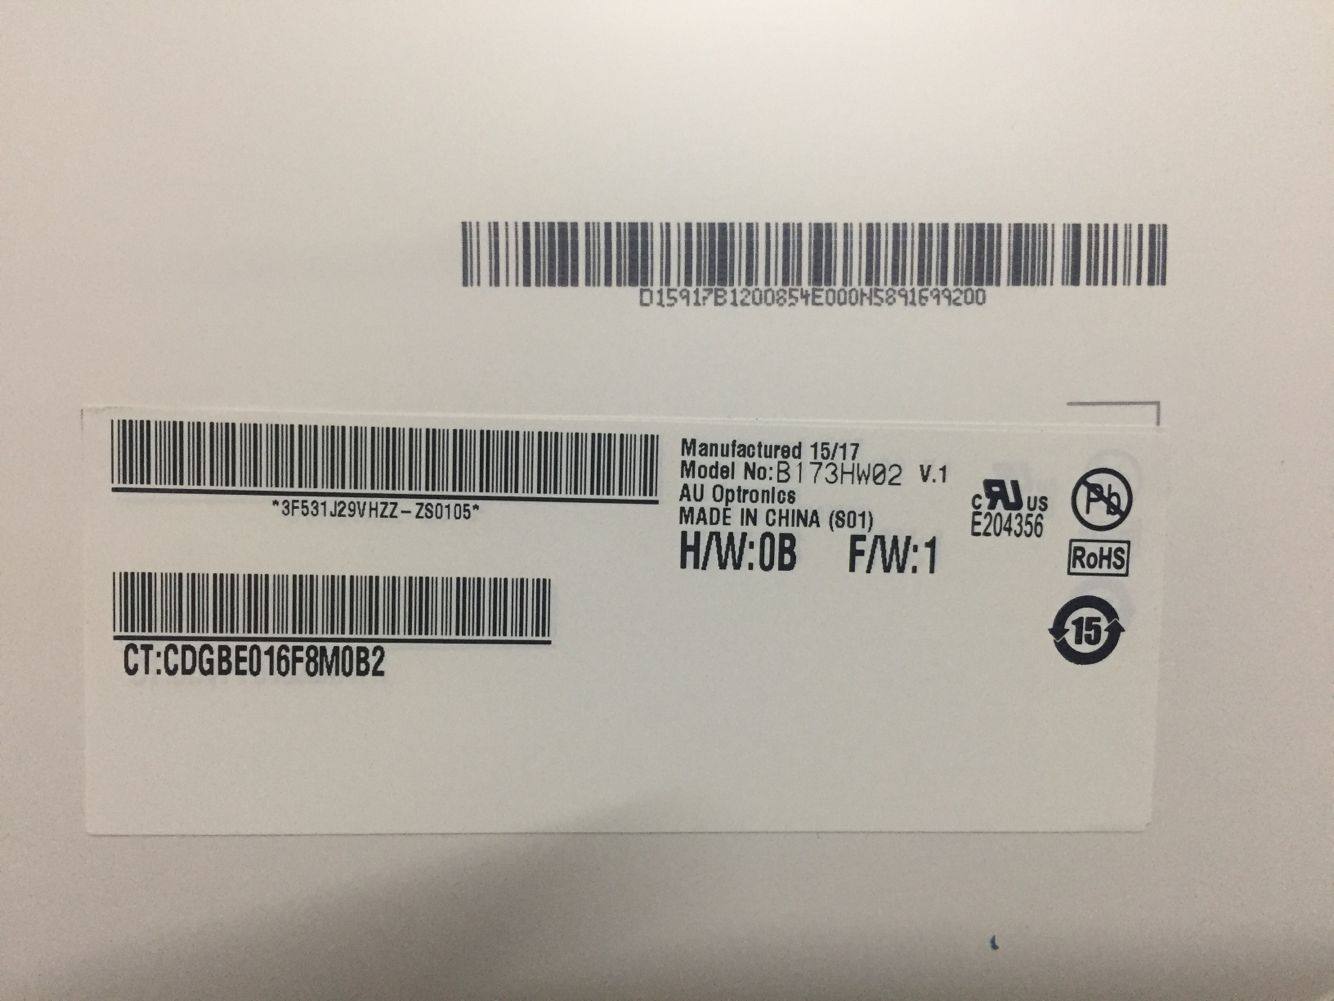 D15917B1200854E000N5891699200
*3F531J29VHZZ-ZS0105*
CT:CDGBE016F8M0B2
Manufactured 15/17
Model No:B173HW02 V.1
AU Optronics
MADE IN CHINA (S01)
H/W:0B F/W:1
c RU US
E204356
Pb
RoHS
15